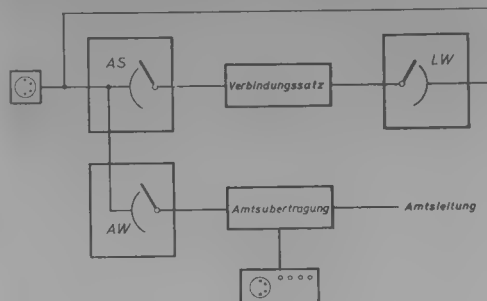 AS
LW
Verbindungssatz
AW
Amtsubertragung
Amtsleitung